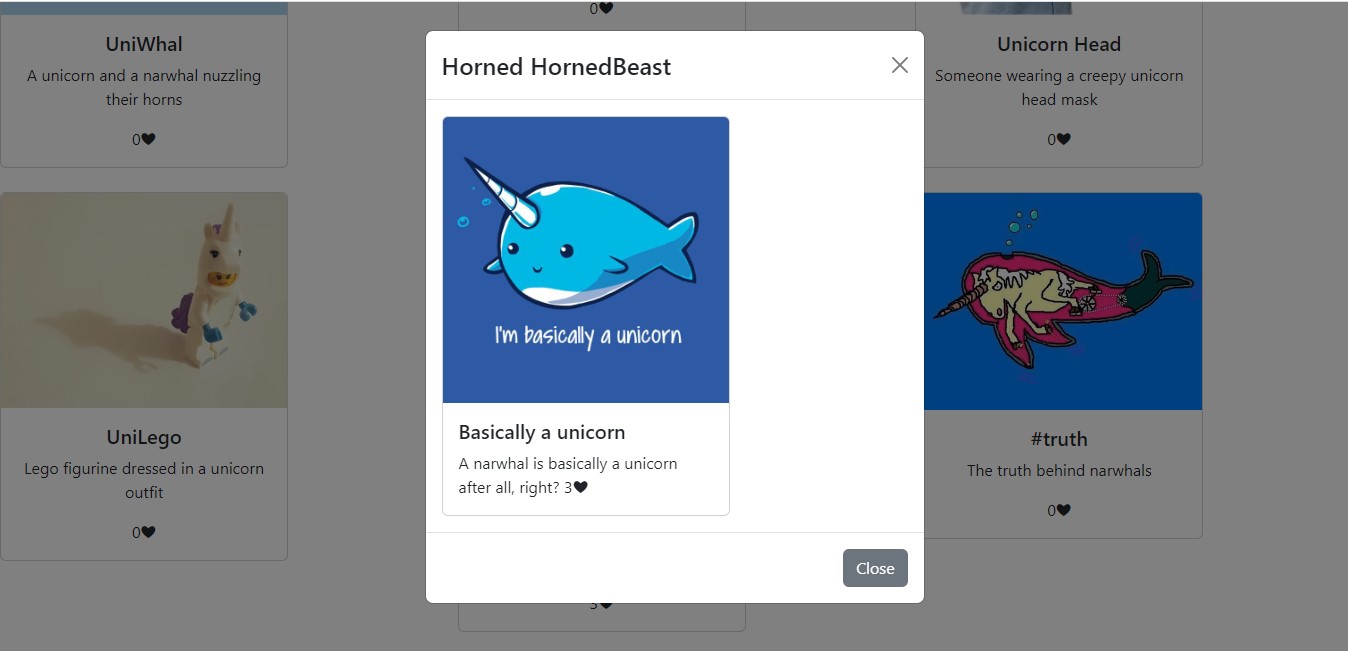 0♥
UniWhal
A unicorn and a narwhal nuzzling
their horns
0♥
Unicorn Head
Someone wearing a creepy unicorn
head mask
0♥
Horned HornedBeast
I'm basically a unicorn
Basically a unicorn
A narwhal is basically a unicorn
after all, right? 3♥
Close
UniLego
Lego figurine dressed in a unicorn
outfit
0♥
#truth
The truth behind narwhals
0♥
3♥